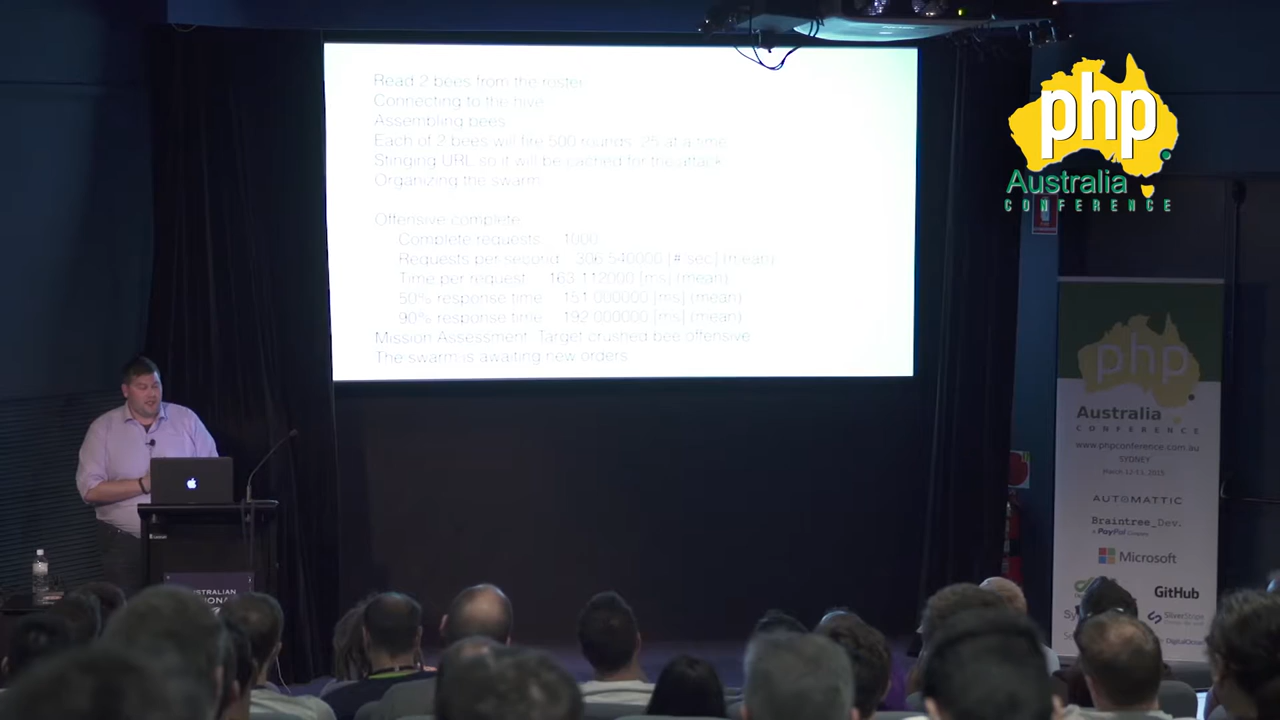 Read 2 bees from the roster
Connecting to the hive
Assembling bees
Each of 2 bees will fire 500 rounds, 25 at a time
Stinging URL so it will be cached for the attack
Organizing the swarm
Offensive complete
Complete requests: 1000
Requests per second: 306.540000 [#/sec] (mean)
Time per request: 163.112000 [ms] (mean)
50% response time: 151.000000 [ms] (mean)
90% response time: 192.000000 [ms] (mean)
Mission Assessment: Target crushed bee offensive
The swarm is awaiting new orders
php
Australia
CONFERENCE
php
Australia
CONFERENCE
www.phpconference.com.au
SYDNEY
AUTOMATTIC
Braintree_Dev.
PayPal
Microsoft
GitHub
SilverStripe
DigitalOcean